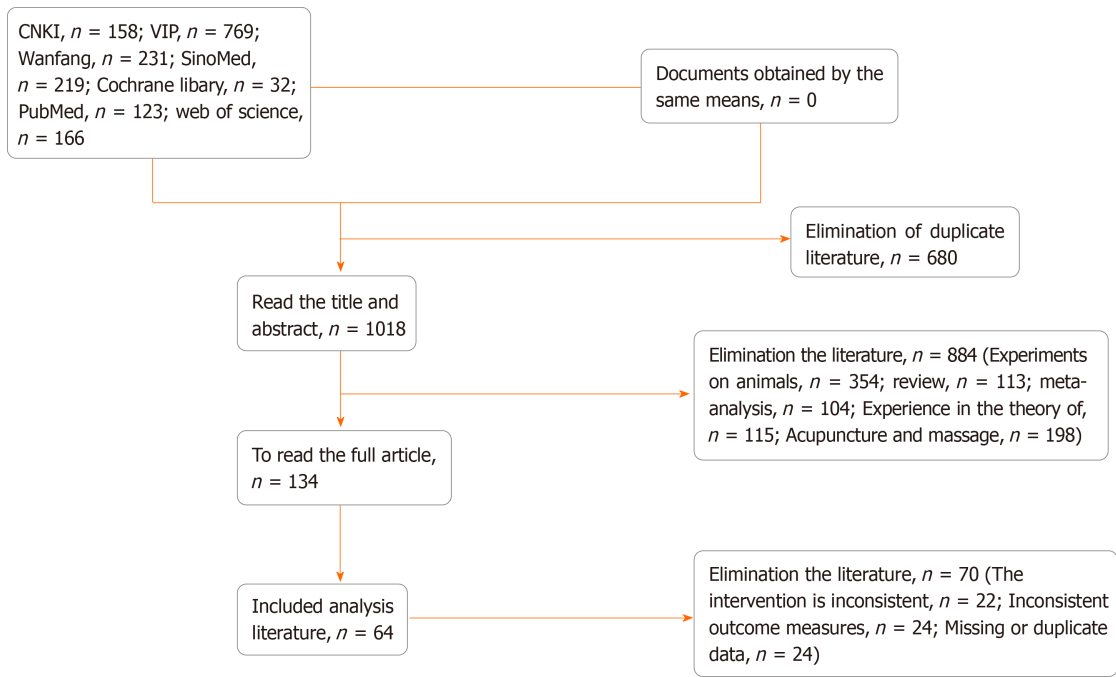 CNKI, n = 158; VIP, n = 769;
Wanfang, n = 231; SinoMed,
n = 219; Cochrane libary, n = 32;
PubMed, n = 123; web of science,
n = 166
Documents obtained by the
same means, n = 0
Elimination of duplicate
literature, n = 680
Read the title and
abstract, n = 1018
Elimination the literature, n = 884 (Experiments
on animals, n = 354; review, n = 113; meta-
analysis, n = 104; Experience in the theory of,
n = 115; Acupuncture and massage, n = 198)
To read the full article,
n = 134
Included analysis
literature, n = 64
Elimination the literature, n = 70 (The
intervention is inconsistent, n = 22; Inconsistent
outcome measures, n = 24; Missing or duplicate
data, n = 24)